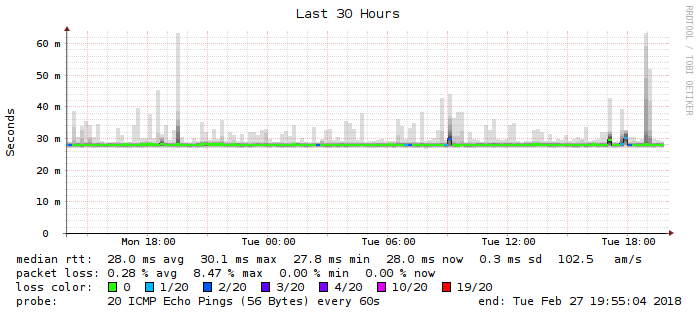 Last 30 Hours
RRDTOOL / TOBI OETIKER
Seconds
60 m
50 m
40 m
30 m
20 m
10 m
0
Mon 18:00 Tue 00:00 Tue 06:00 Tue 12:00 Tue 18:00
median rtt: 28.0 ms avg 30.1 ms max 27.8 ms min 28.0 ms now 0.3 ms sd 102.5 am/s
packet loss: 0.28 % avg 8.47 % max 0.00 % min 0.00 % now
loss color: 0 1/20 2/20 3/20 4/20 10/20 19/20
probe: 20 ICMP Echo Pings (56 Bytes) every 60s end: Tue Feb 27 19:55:04 2018